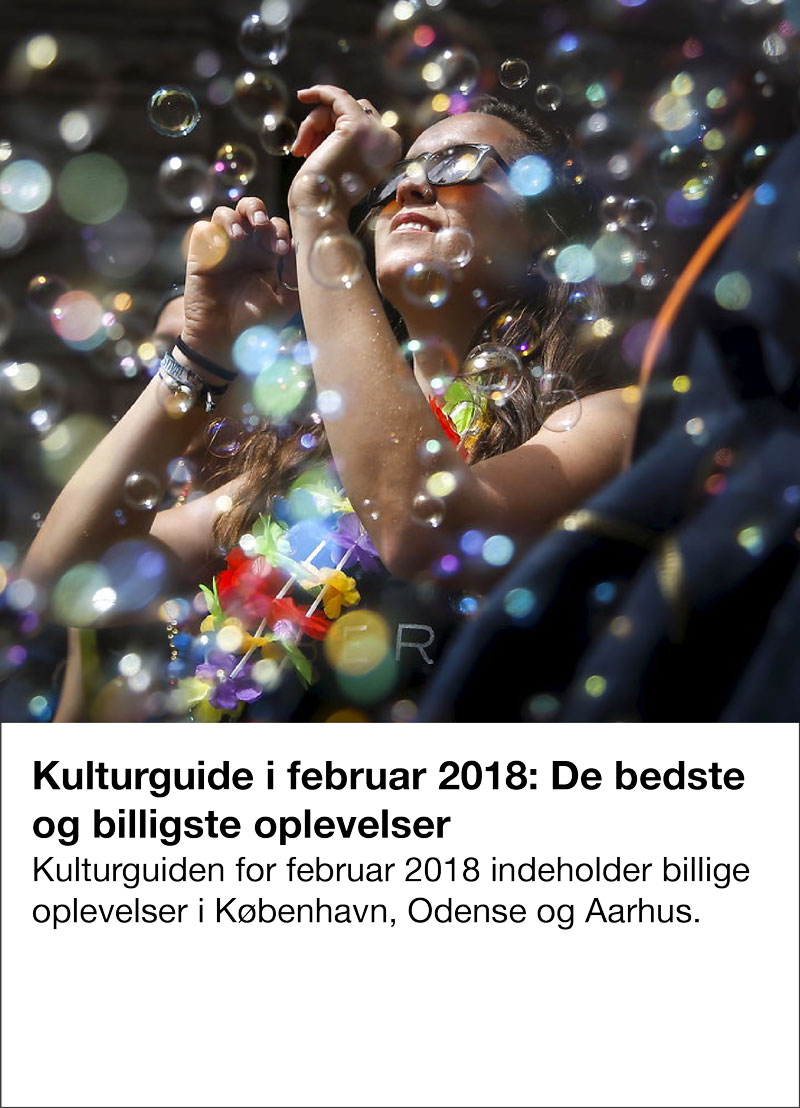 BER
Kulturguide i februar 2018: De bedste
og billigste oplevelser
Kulturguiden for februar 2018 indeholder billige
oplevelser i København, Odense og Aarhus.